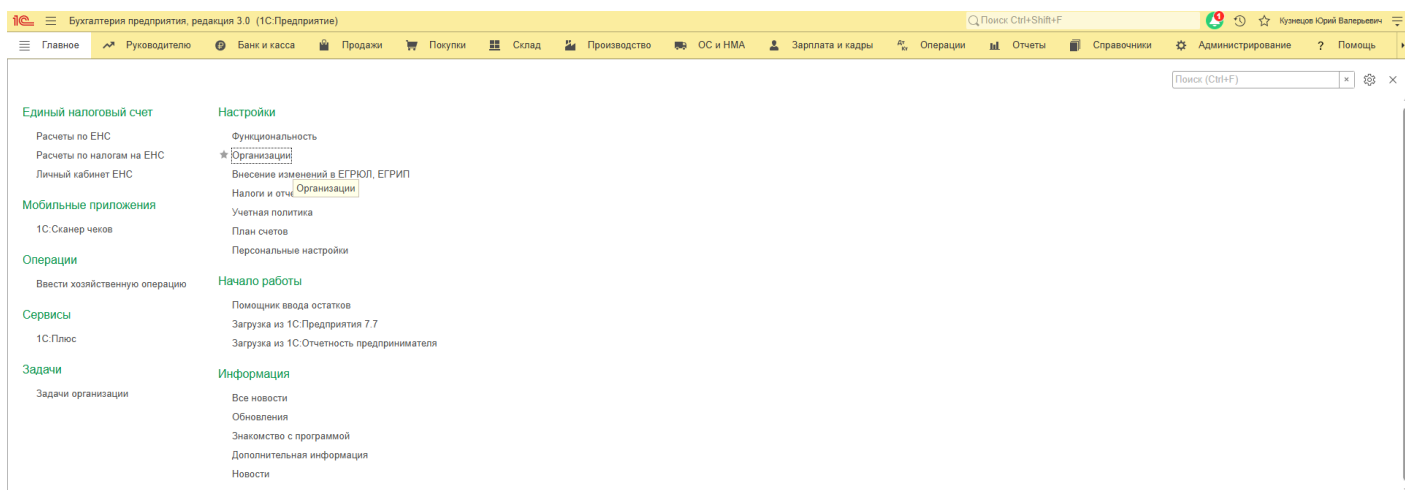 1С Бухгалтерия предприятия, редакция 3.0 (1С:Предприятие) Поиск Ctrl+Shift+F 1 Кузнецов Юрий Валерьевич
Главное Руководителю Банк и касса Продажи Покупки Склад Производство ОС и НМА Зарплата и кадры Дт Кт Операции Отчеты Справочники Администрирование ? Помощь
Поиск (Ctrl+F) ×
Единый налоговый счет
Расчеты по ЕНС
Расчеты по налогам на ЕНС
Личный кабинет ЕНС
Мобильные приложения
1С:Сканер чеков
Операции
Ввести хозяйственную операцию
Сервисы
1С:Плюс
Задачи
Задачи организации
Настройки
Функциональность
Организации
Внесение изменений в ЕГРЮЛ, ЕГРИП
Налоги и отче
Организации
Учетная политика
План счетов
Персональные настройки
Начало работы
Помощник ввода остатков
Загрузка из 1С:Предприятия 7.7
Загрузка из 1С:Отчетность предпринимателя
Информация
Все новости
Обновления
Знакомство с программой
Дополнительная информация
Новости